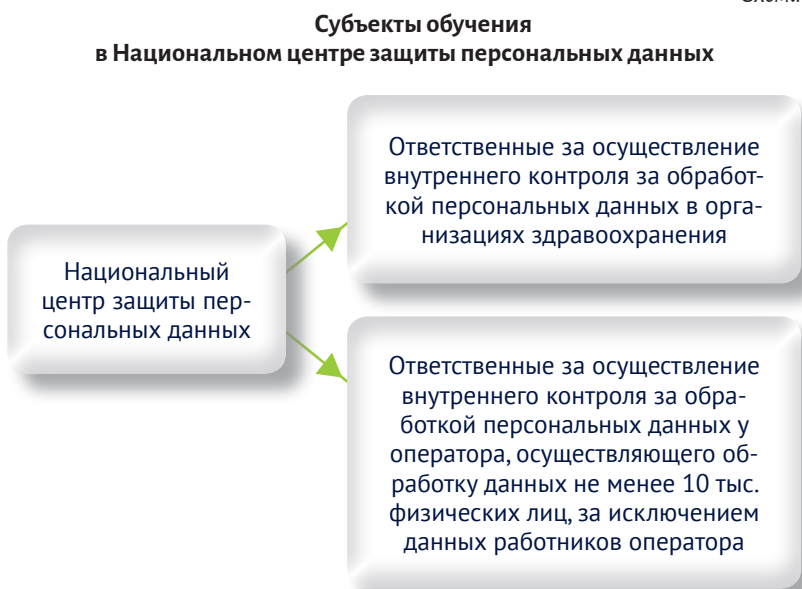 Субъекты обучения
в Национальном центре защиты персональных данных
Ответственные за осуществление
внутреннего контроля за обработ-
кой персональных данных в орга-
низациях здравоохранения
Национальный
центр защиты пер-
сональных данных
Ответственные за осуществление
внутреннего контроля за обра-
боткой персональных данных у
оператора, осуществляющего об-
работку данных не менее 10 тыс.
физических лиц, за исключением
данных работников оператора